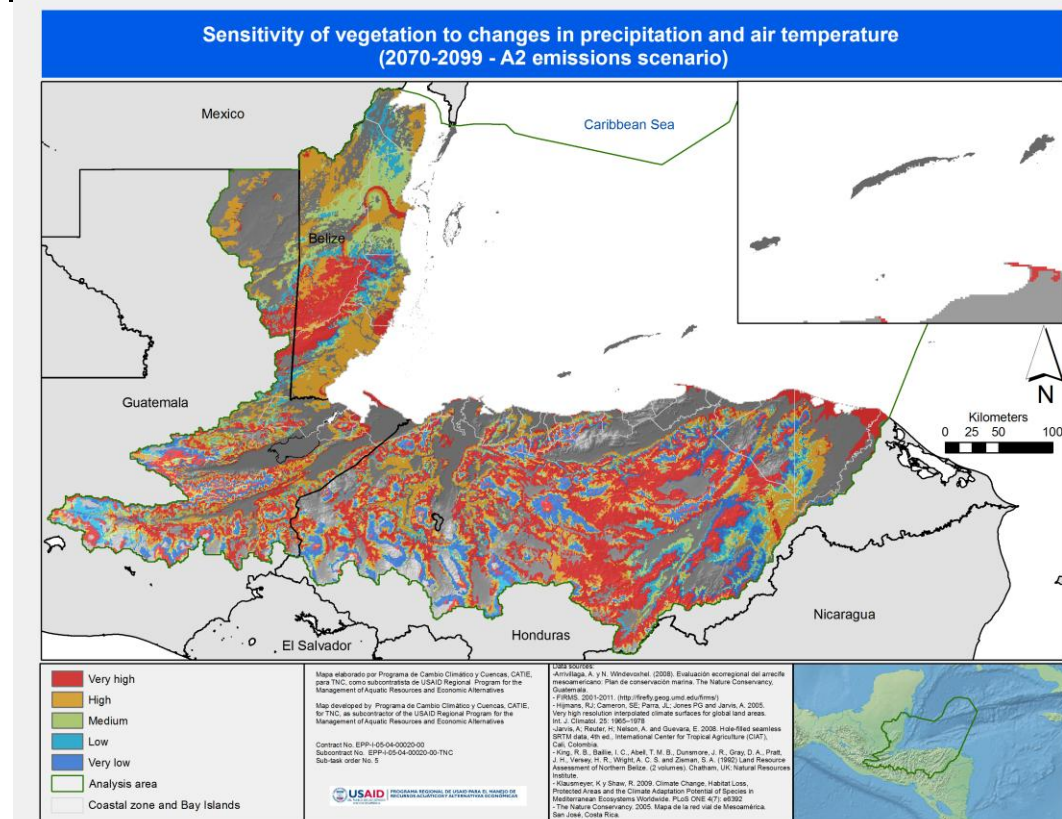 Sensitivity of vegetation to changes in precipitation and air temperature
(2070-2099 - A2 emissions scenario)
Mexico
Caribbean Sea
Belize
Guatemala
N
Kilometers
0 25 50 100
Nicaragua
Honduras
El Salvador
Very high
High
Medium
Low
Very low
Analysis area
Coastal zone and Bay Islands
Mapa elaborado por Programa de Cambio Climático y Cuencas, CATIE,
para TNC, como subcontratista de USAID Regional Program for the
Management of Aquatic Resources and Economic Alternatives
Map developed by Programa de Cambio Climático y Cuencas, CATIE,
for TNC, as subcontractor of the USAID Regional Program for the
Management of Aquatic Resources and Economic Alternatives
Contract No. EPP-I-05-04-00020-00
Subcontract No. EPP-I-05-04-00020-00-TNC
Sub-task order No. 5
USAID
PROGRAMA REGIONAL DE USAID PARA EL MANEJO DE
RECURSOS ACUÁTICOS Y ALTERNATIVAS ECONÓMICAS
Data sources:
-Arrivillaga, A. y N. Windevoxhel. (2008). Evaluación ecorregional del arrecife
mesoamericano: Plan de conservación marina. The Nature Conservancy,
Guatemala.
- FIRMS. 2001-2011. (http://firefly.geog.umd.edu/firms/)
- Hijmans, RJ; Cameron, SE; Parra, JL; Jones PG and Jarvis, A. 2005.
Very high resolution interpolated climate surfaces for global land areas.
Int. J. Climatol. 25: 1965–1978
-Jarvis, A; Reuter, H; Nelson, A. and Guevara, E. 2008. Hole-filled seamless
SRTM data, 4th ed., International Center for Tropical Agriculture (CIAT),
Cali, Colombia.
- King, R. B., Baillie, I. C., Abell, T. M. B., Dunsmore, J. R., Gray, D. A., Pratt,
J. H., Versey, H. R., Wright, A. C. S. and Zisman, S. A. (1992) Land Resource
Assessment of Northern Belize. (2 volumes). Chatham, UK: Natural Resources
Institute.
- Klausmeyer, K y Shaw, R. 2009. Climate Change, Habitat Loss,
Protected Areas and the Climate Adaptation Potential of Species in
Mediterranean Ecosystems Worldwide. PLoS ONE 4(7): e6392
- The Nature Conservancy. 2005. Mapa de la red vial de Mesoamérica.
San José, Costa Rica.